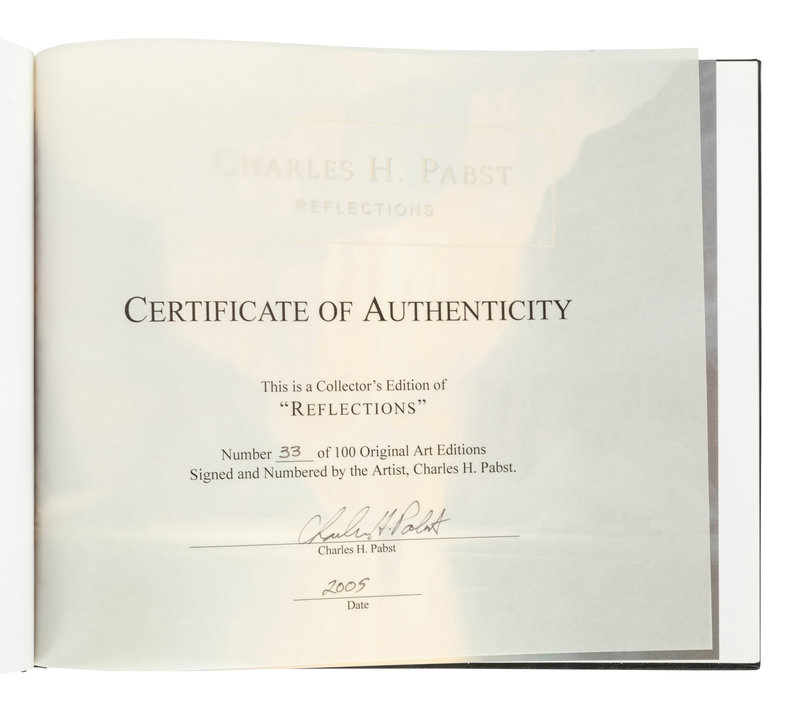 CHARLES H. PABST
REFLECTIONS
CERTIFICATE OF AUTHENTICITY
This is a Collector's Edition of
“REFLECTIONS”
Number 33 of 100 Original Art Editions
Signed and Numbered by the Artist, Charles H. Pabst.
Charles H. Pabst
Charles H. Pabst
2005
Date